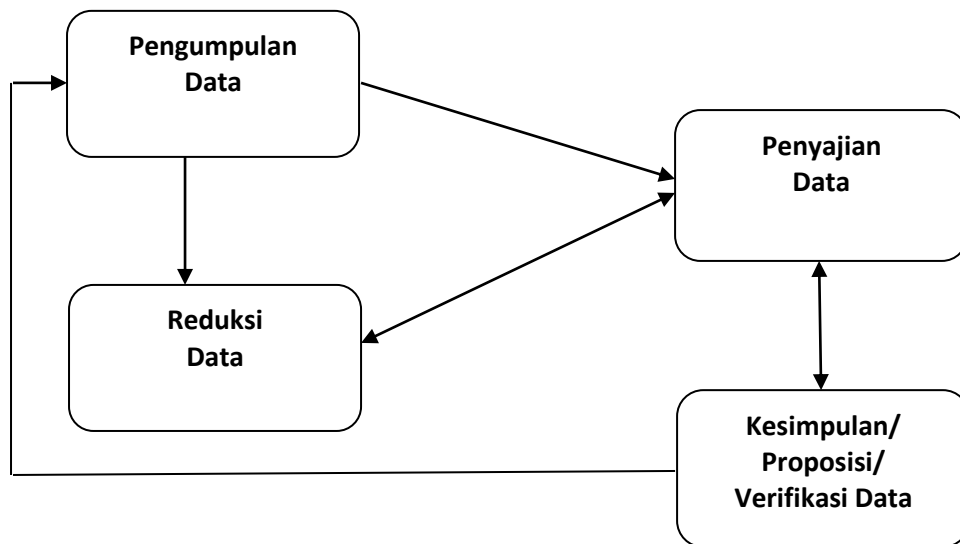 Pengumpulan
Data
Penyajian
Data
Reduksi
Data
Kesimpulan/
Proposisi/
Verifikasi Data